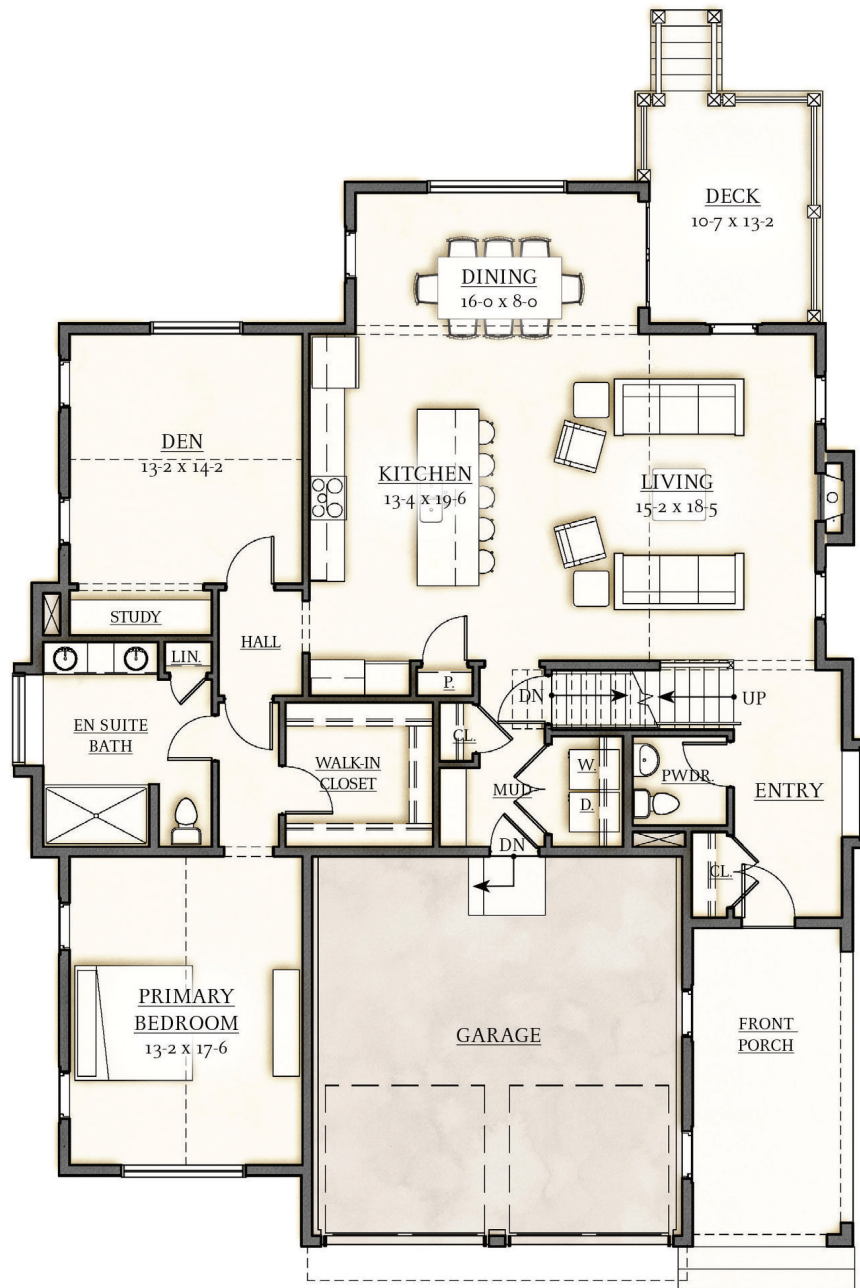 DECK
10-7 x 13-2
DINING
16-0 x 8-0
DEN
13-2 x 14-2
KITCHEN
13-4 x 19-6
LIVING
15-2 x 18-5
STUDY
HALL
LIN.
P.
DN
UP
EN SUITE
BATH
WALK-IN
CLOSET
CL.
MUD
W.
D.
PWDR.
ENTRY
DN
CL.
PRIMARY
BEDROOM
13-2 x 17-6
GARAGE
FRONT
PORCH